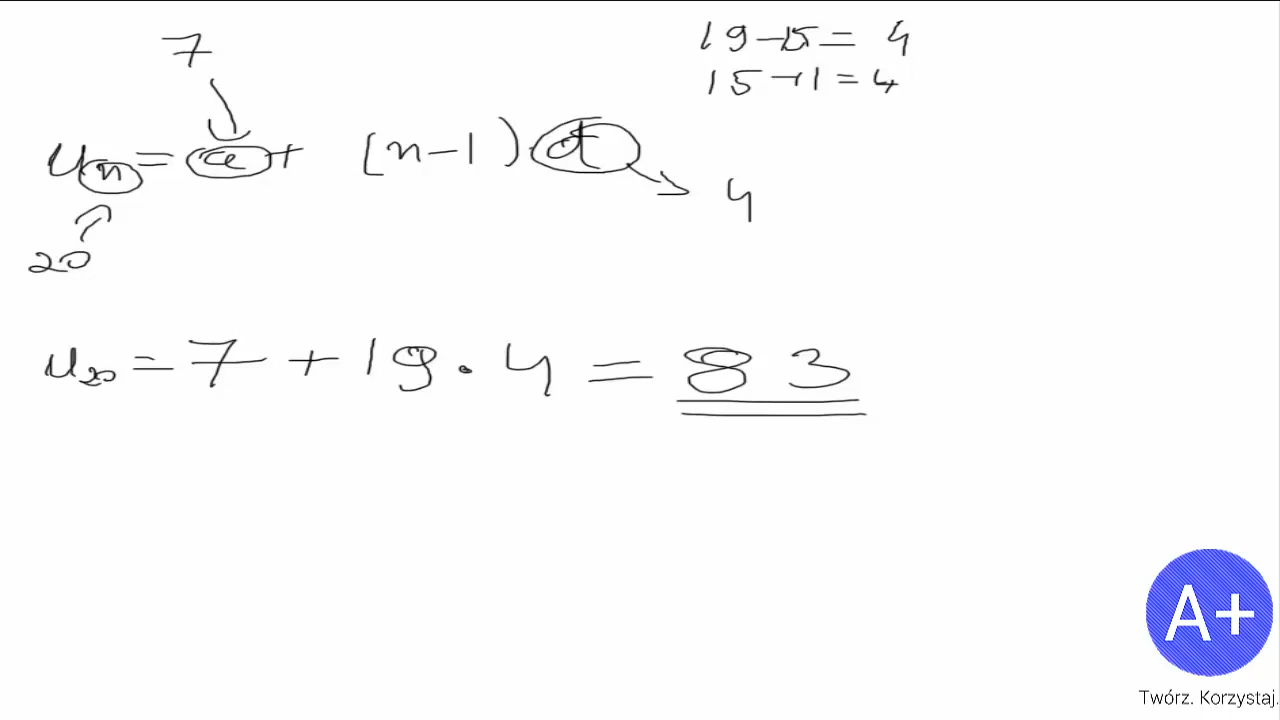 7
19-15=4
15-11=4
un=a+(n-1).d
4
20
u20=7+19.4=83
A+
Twórz. Korzystaj.